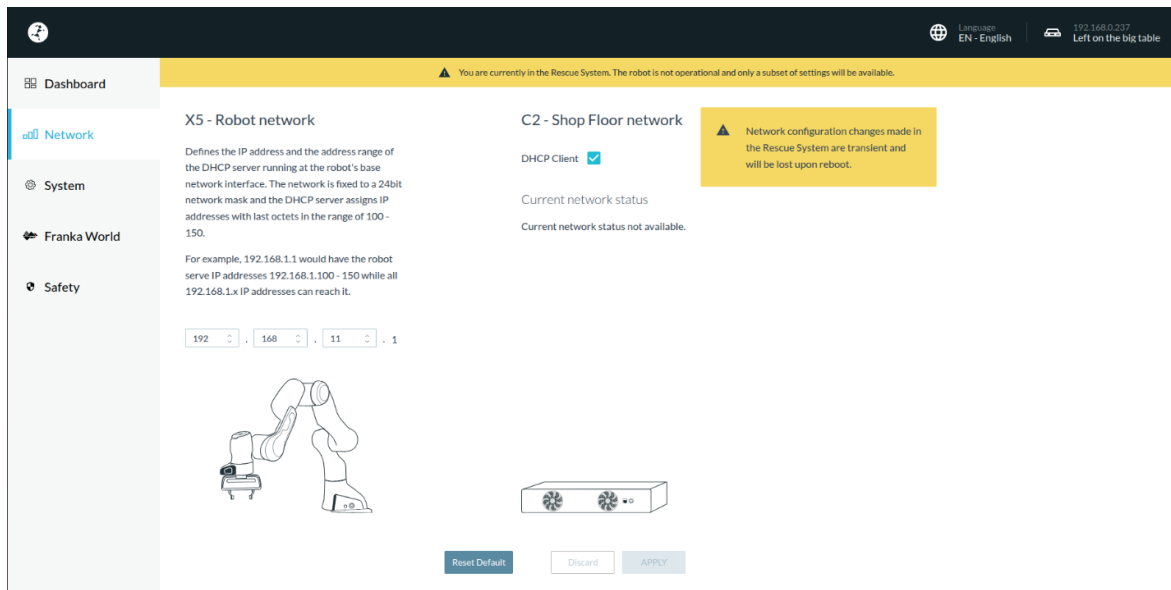 Language
EN - English
192.168.0.237
Left on the big table
Dashboard
Network
System
Franka World
Safety
You are currently in the Rescue System. The robot is not operational and only a subset of settings will be available.
X5 - Robot network
Defines the IP address and the address range of
the DHCP server running at the robot's base
network interface. The network is fixed to a 24bit
network mask and the DHCP server assigns IP
addresses with last octets in the range of 100 -
150.
For example, 192.168.1.1 would have the robot
serve IP addresses 192.168.1.100 - 150 while all
192.168.1.x IP addresses can reach it.
192 . 168 . 11 . 1
C2 - Shop Floor network
DHCP Client
Current network status
Current network status not available.
Network configuration changes made in
the Rescue System are transient and
will be lost upon reboot.
Reset Default
Discard
APPLY